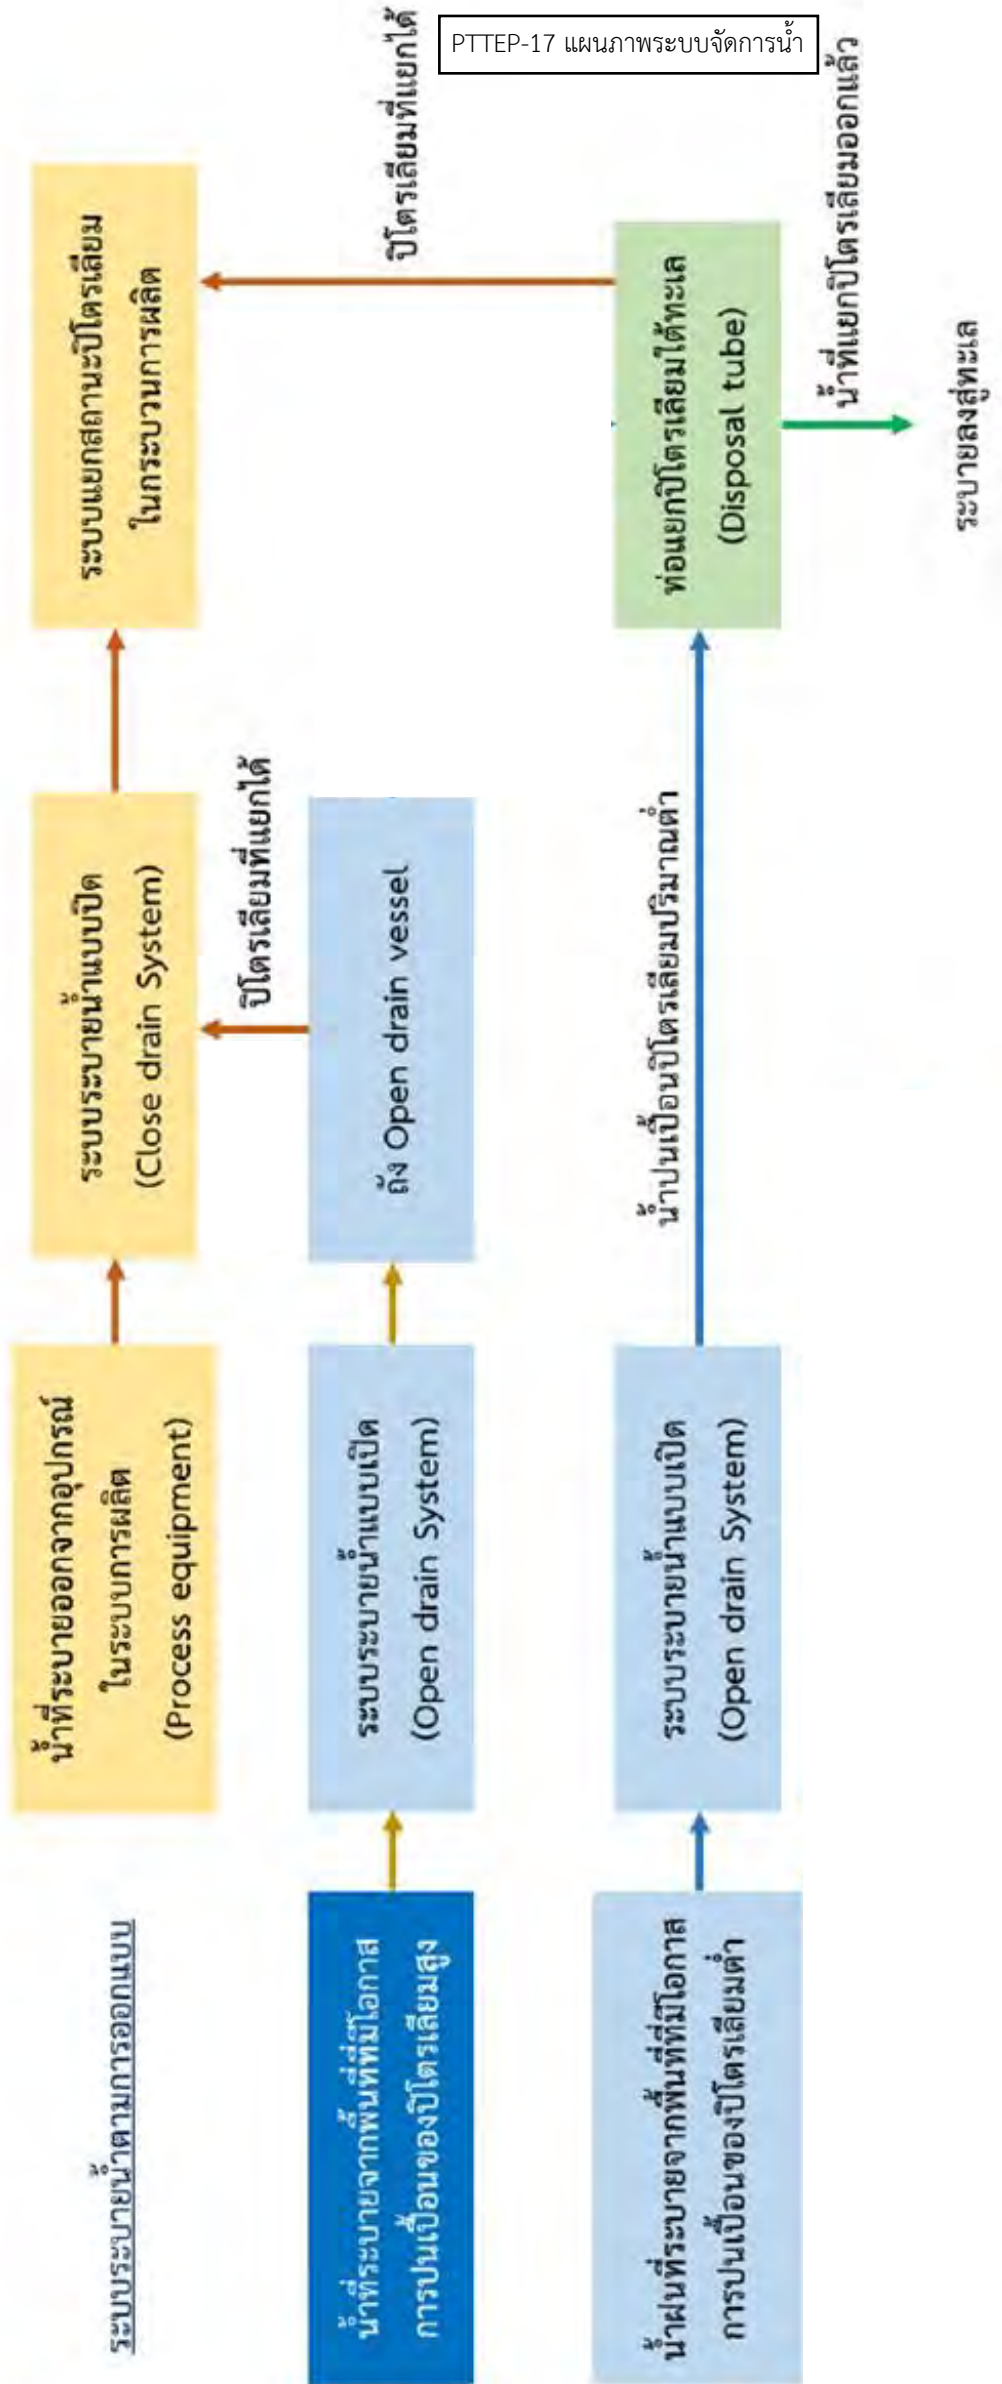 PTTEP-17 แผนภาพระบบจัดการน้ำ
ระบบระบายน้ำตามการออกแบบ
น้ำที่ระบายออกจากอุปกรณ์
ในระบบการผลิต
(Process equipment)
ระบบระบายน้ำแบบปิด
(Close drain System)
ระบบแยกสถานะปิโตรเลียม
ในกระบวนการผลิต
ปิโตรเลียมที่แยกได้
ปิโตรเลียมที่แยกได้
น้ำที่ระบายจากพื้นที่ที่มีโอกาส
การปนเปื้อนของปิโตรเลียมสูง
ระบบระบายน้ำแบบเปิด
(Open drain System)
ถัง Open drain vessel
น้ำฝนที่ระบายจากพื้นที่ที่มีโอกาส
การปนเปื้อนของปิโตรเลียมต่ำ
ระบบระบายน้ำแบบเปิด
(Open drain System)
น้ำปนเปื้อนปิโตรเลียมปริมาณต่ำ
ท่อแยกปิโตรเลียมใต้ทะเล
(Disposal tube)
น้ำที่แยกปิโตรเลียมออกแล้ว
ระบายลงสู่ทะเล